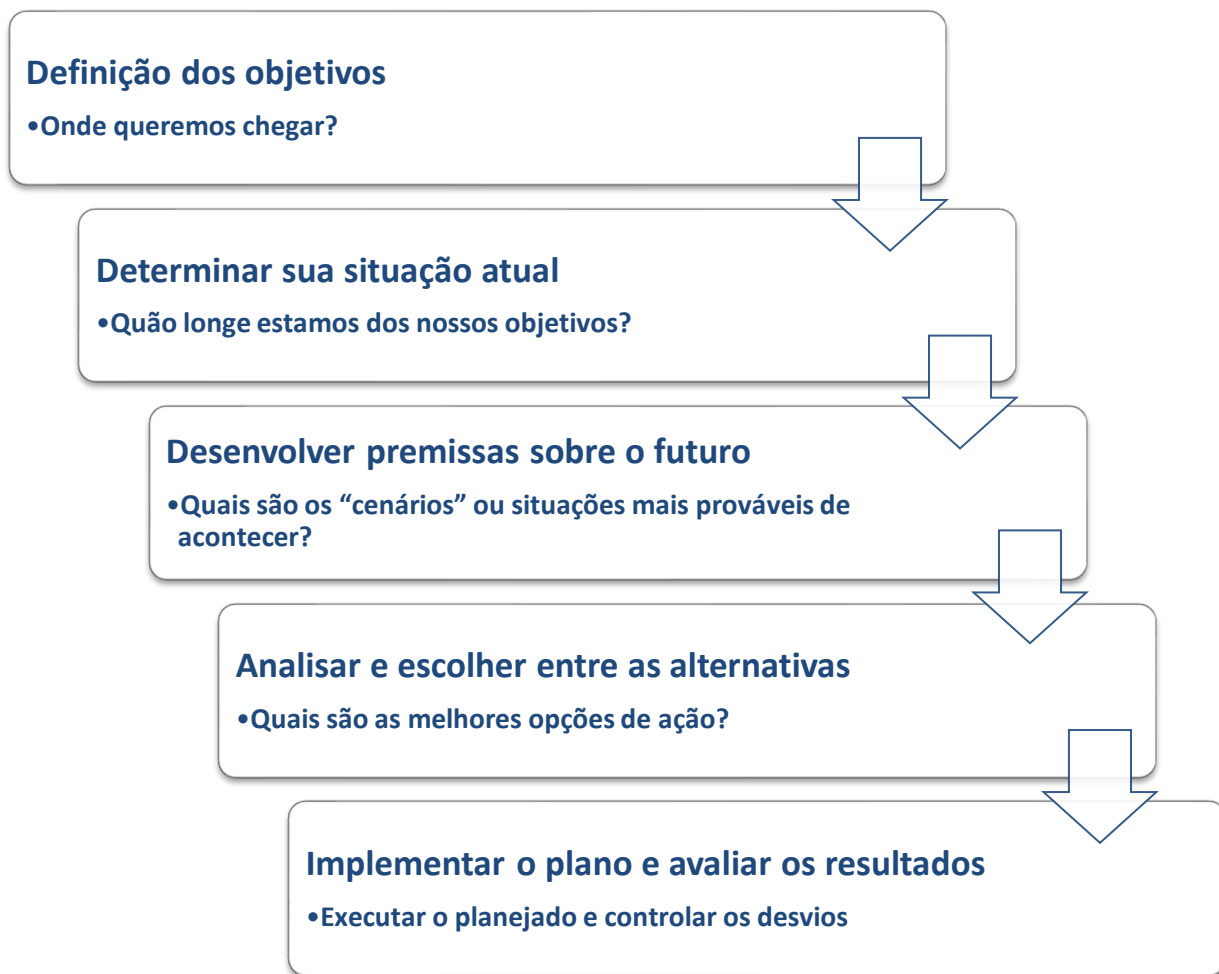 Definição dos objetivos
•Onde queremos chegar?
Determinar sua situação atual
•Quão longe estamos dos nossos objetivos?
Desenvolver premissas sobre o futuro
•Quais são os “cenários” ou situações mais prováveis de
acontecer?
Analisar e escolher entre as alternativas
•Quais são as melhores opções de ação?
Implementar o plano e avaliar os resultados
•Executar o planejado e controlar os desvios